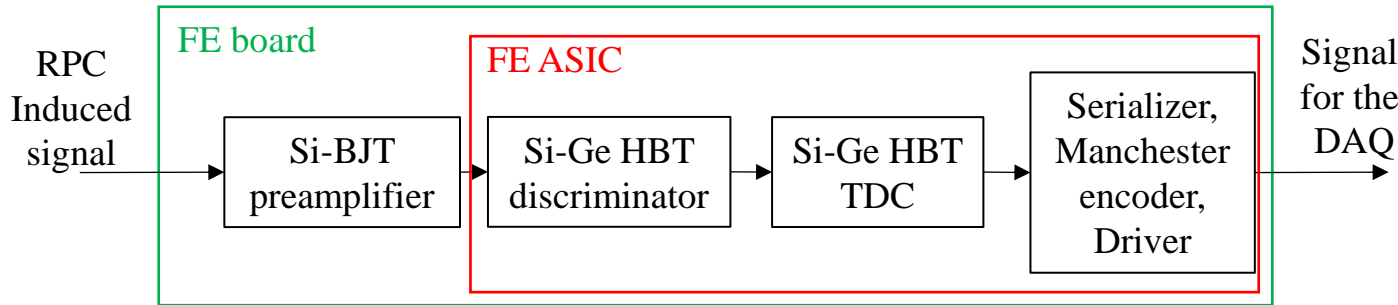 FE board
FE ASIC
RPC
Induced
signal
Si-BJT
preamplifier
Si-Ge HBT
discriminator
Si-Ge HBT
TDC
Serializer,
Manchester
encoder,
Driver
Signal
for the
DAQ